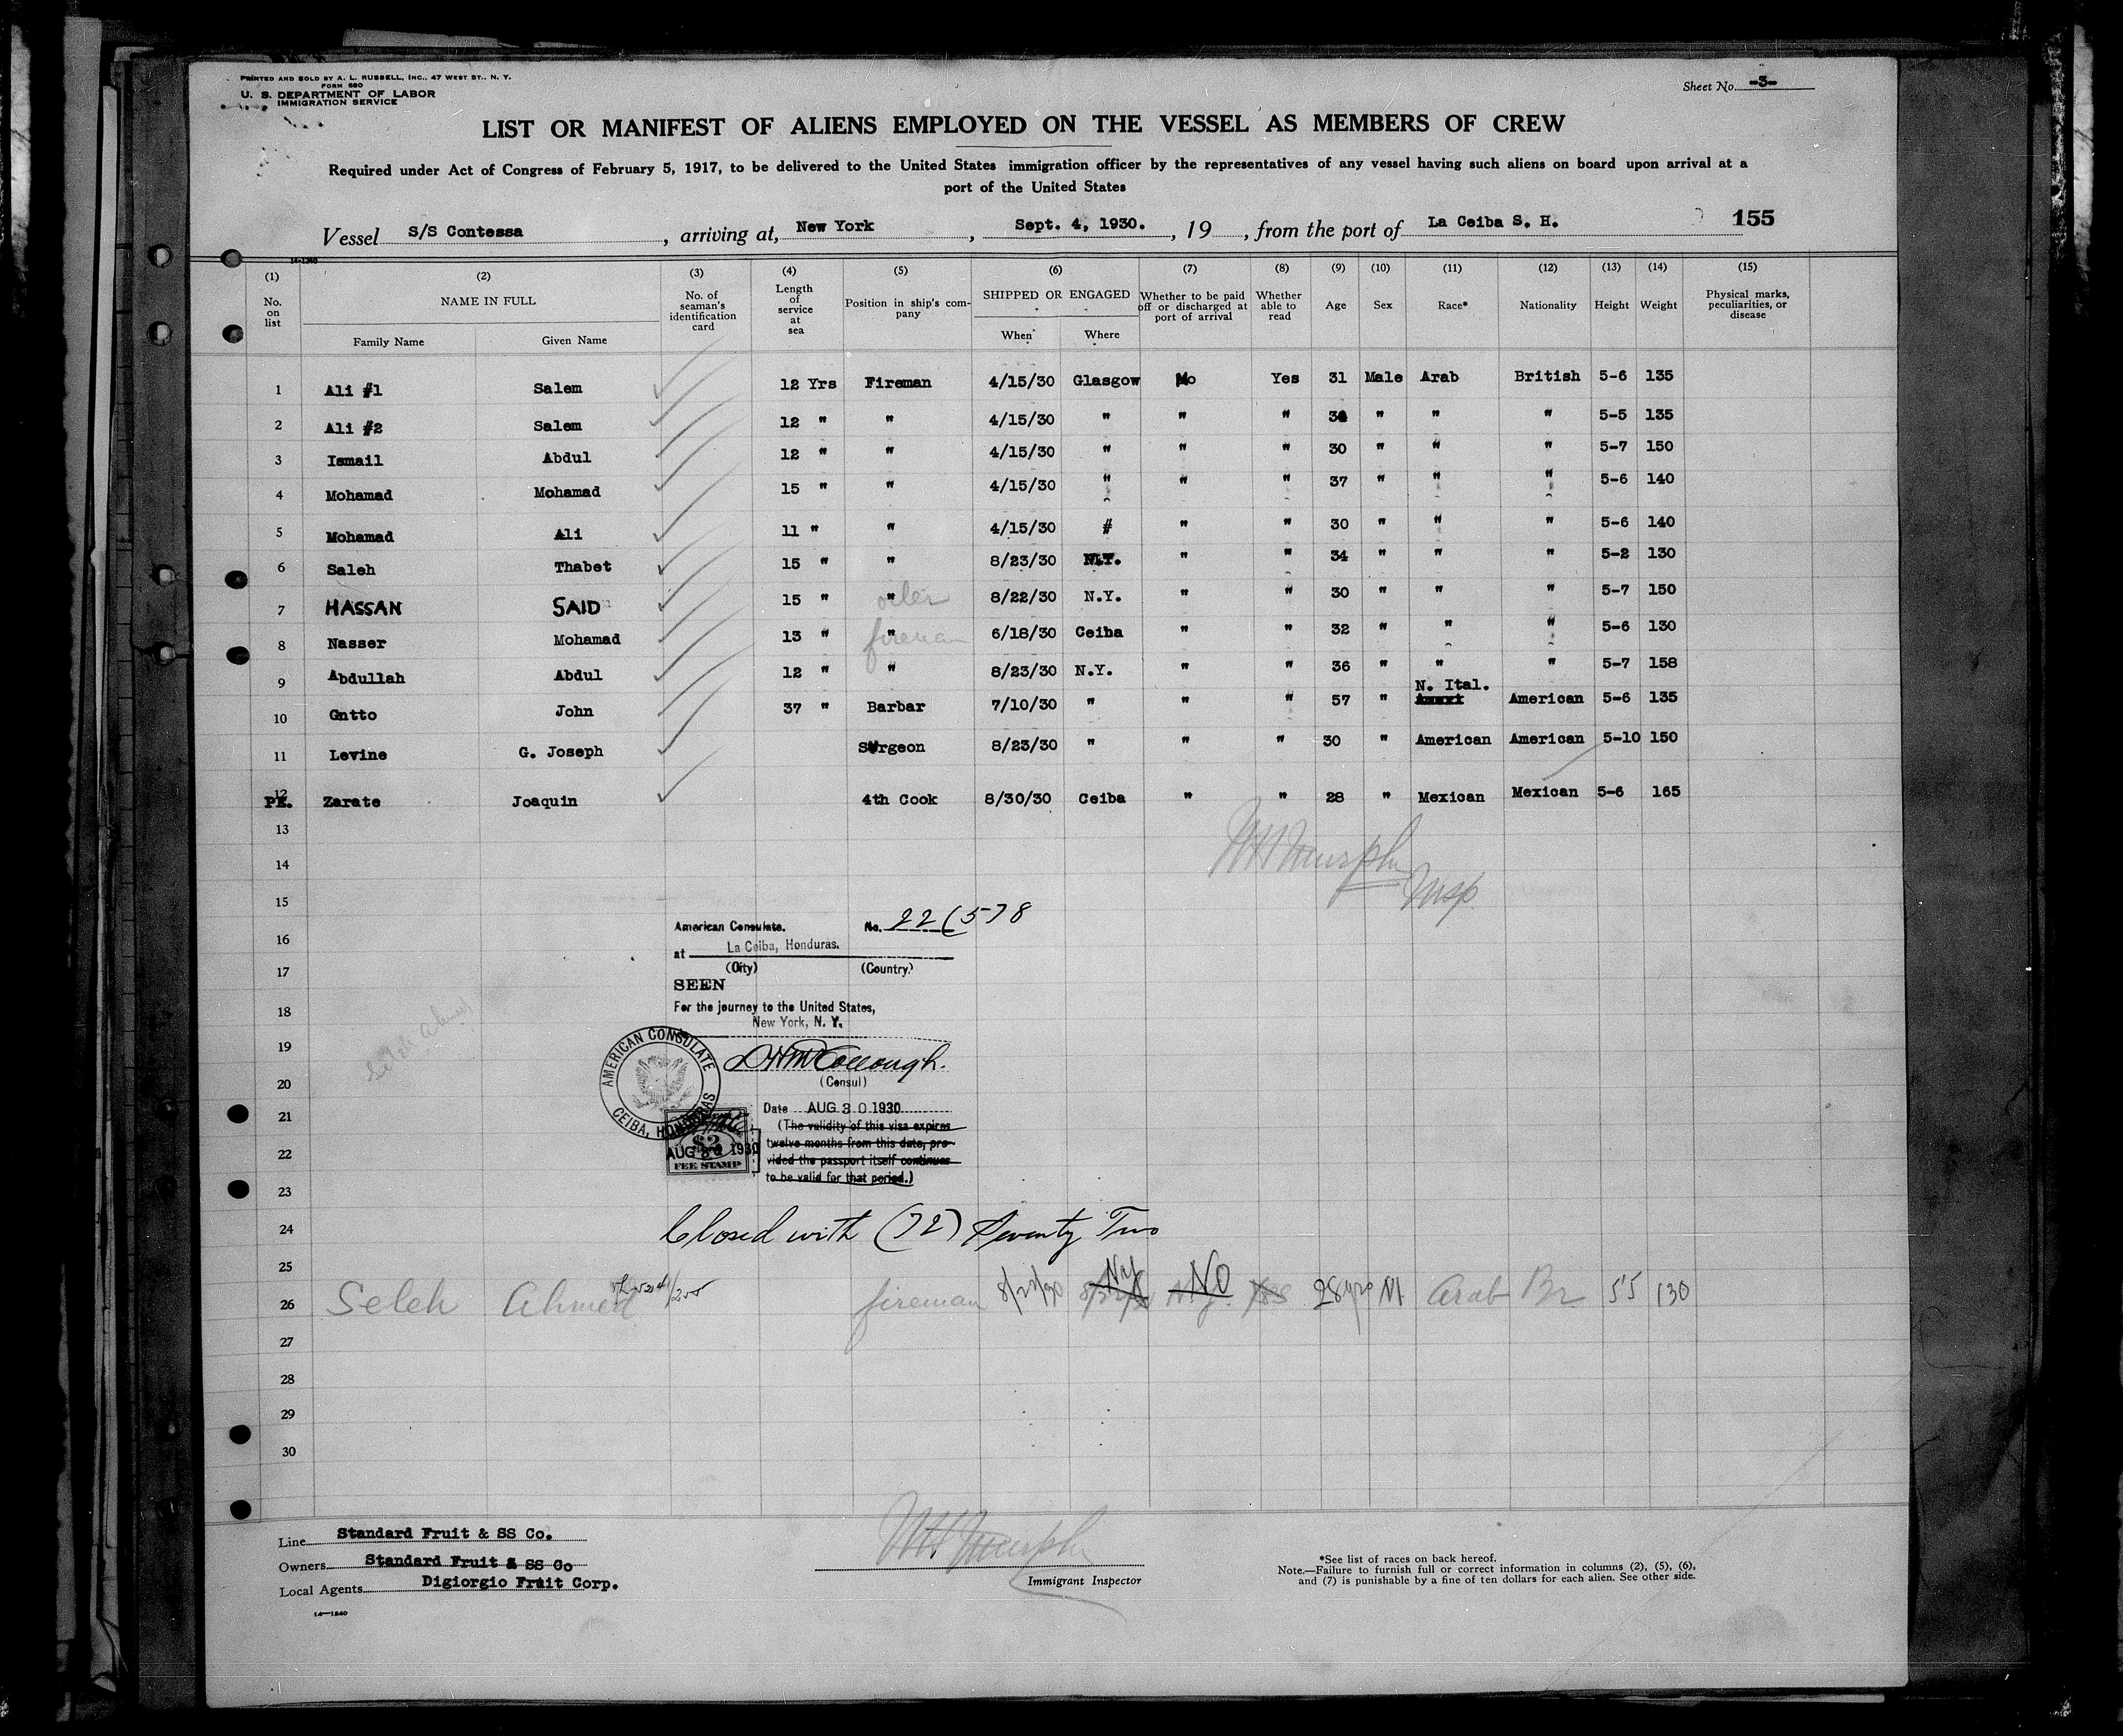 PRINTED AND SOLD BY A. L. RUSSELL, INC., 47 WEST ST., N. Y.
FORM 680
U. S. DEPARTMENT OF LABOR
IMMIGRATION SERVICE
Sheet No. -3-
LIST OR MANIFEST OF ALIENS EMPLOYED ON THE VESSEL AS MEMBERS OF CREW
Required under Act of Congress of February 5, 1917, to be delivered to the United States immigration officer by the representatives of any vessel having such aliens on board upon arrival at a
port of the United States
Vessel S/S Contessa, arriving at, New York, Sept. 4, 1930., 19, from the port of La Ceiba S. H. 155
14-1240
(1) (2) (3) (4) (5) (6) (7) (8) (9) (10) (11) (12) (13) (14) (15)
No. on list
NAME IN FULL
Family Name Given Name
No. of seaman's identification card
Length of service at sea
Position in ship's company
SHIPPED OR ENGAGED
When Where
Whether to be paid off or discharged at port of arrival
Whether able to read
Age Sex Race* Nationality Height Weight
Physical marks, peculiarities, or disease
1 Ali #1 Salem 12 Yrs Fireman 4/15/30 Glasgow No Yes 31 Male Arab British 5-6 135
2 Ali #2 Salem 12 " " 4/15/30 " " " " " " 5-5 135
3 Ismail Abdul 12 " " 4/15/30 " " " 30 " " " 5-7 150
4 Mohamad Mohamad 15 " " 4/15/30 " " " 37 " " " 5-6 140
5 Mohamad Ali 11 " " 4/15/30 # " " 30 " " " 5-6 140
6 Saleh Thabet 15 " " 8/23/30 N.Y. " " 34 " " " 5-2 130
7 HASSAN SAID 15 " " oiler 8/22/30 N.Y. " " 30 " " " 5-7 150
8 Nasser Mohamad 13 " " fireman 6/18/30 Ceiba " " 32 " " " 5-6 130
9 Abdullah Abdul 12 " " 8/23/30 N.Y. " " 36 " " " 5-7 158
10 Gntto John 37 " Barbar 7/10/30 " " " 57 " N. Ital. American 5-6 135
11 Levine G. Joseph Surgeon 8/23/30 " " " 30 " American American 5-10 150
12 PE. Zarate Joaquin 4th Cook 8/30/30 Ceiba " " 28 " Mexican Mexican 5-6 165
13
14
WH Murphy
Insp.
15
American Consulate. No. 22 (578
16
at La Ceiba, Honduras.
17
(City) (Country)
SEEN
18
For the journey to the United States,
New York, N. Y.
19
AMERICAN CONSULATE
CEIBA, HONDURAS
20
(Consul)
21
Date AUG 30 1930
(The validity of this visa expires
22
twelve months from this date, pro-
vided the passport itself continues
to be valid for that period.)
$2
AUG 30 1930
FEE STAMP
23
24
Closed with (72) Seventy Two
25
26 Seleh Ahmed fireman Ny No Yes 28 yrs M Arab Br 55 130
27
28
29
30
Line Standard Fruit & SS Co.
Owners Standard Fruit & SS Co
Local Agents Digiorgio Fruit Corp.
14-1240
WH Murphy
Immigrant Inspector
*See list of races on back hereof.
Note.—Failure to furnish full or correct information in columns (2), (5), (6),
and (7) is punishable by a fine of ten dollars for each alien. See other side.